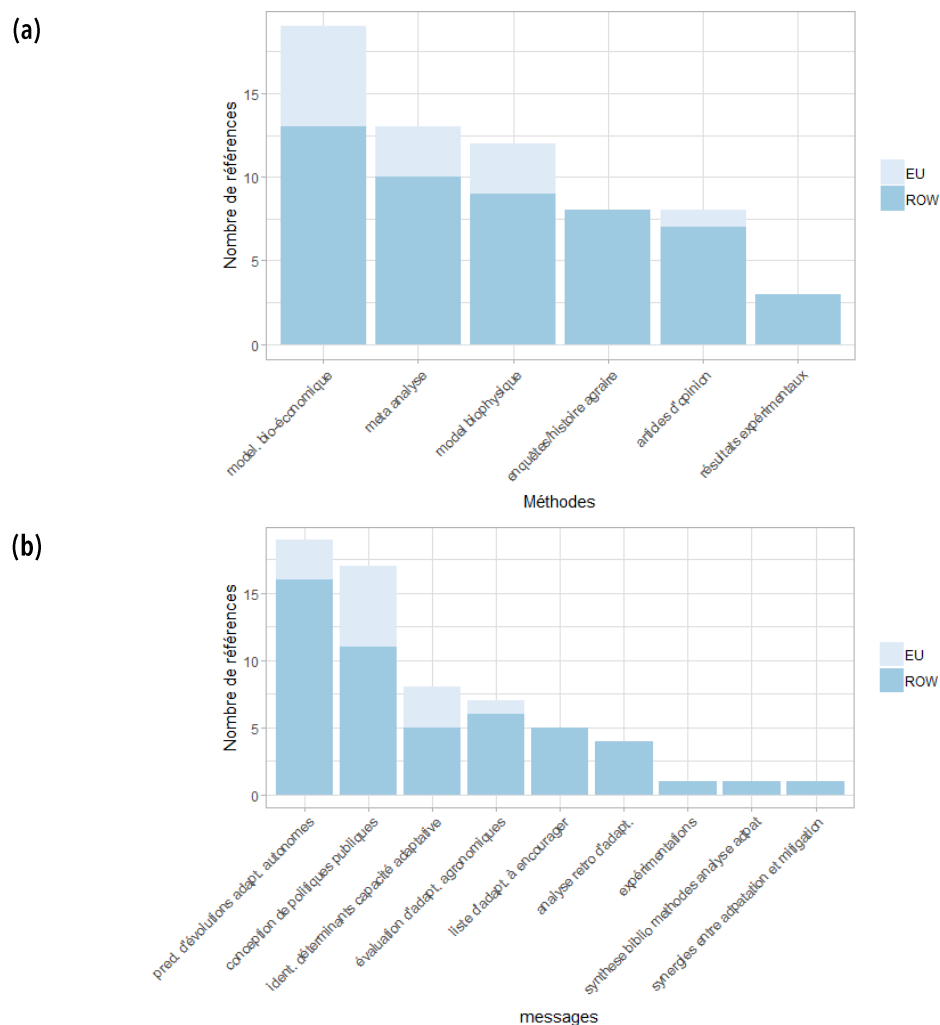 (a)
Nombre de références
15
10
5
0
model. bio-économique
meta analyse
model biophysique
enquêtes/histoire agraire
articles d'opinion
résultats expérimentaux
Méthodes
EU
ROW
(b)
Nombre de références
15
10
5
0
pred. d'évolutions adapt. autonomes
conception de politiques publiques
ident. déterminants capacité adaptative
évaluation d'adapt. agronomiques
liste d'adapt. à encourager
analyse retro d'adapt.
expérimentations
synthese biblio methodes analyse adpat
synergies entre adpatation et mitigation
messages
EU
ROW